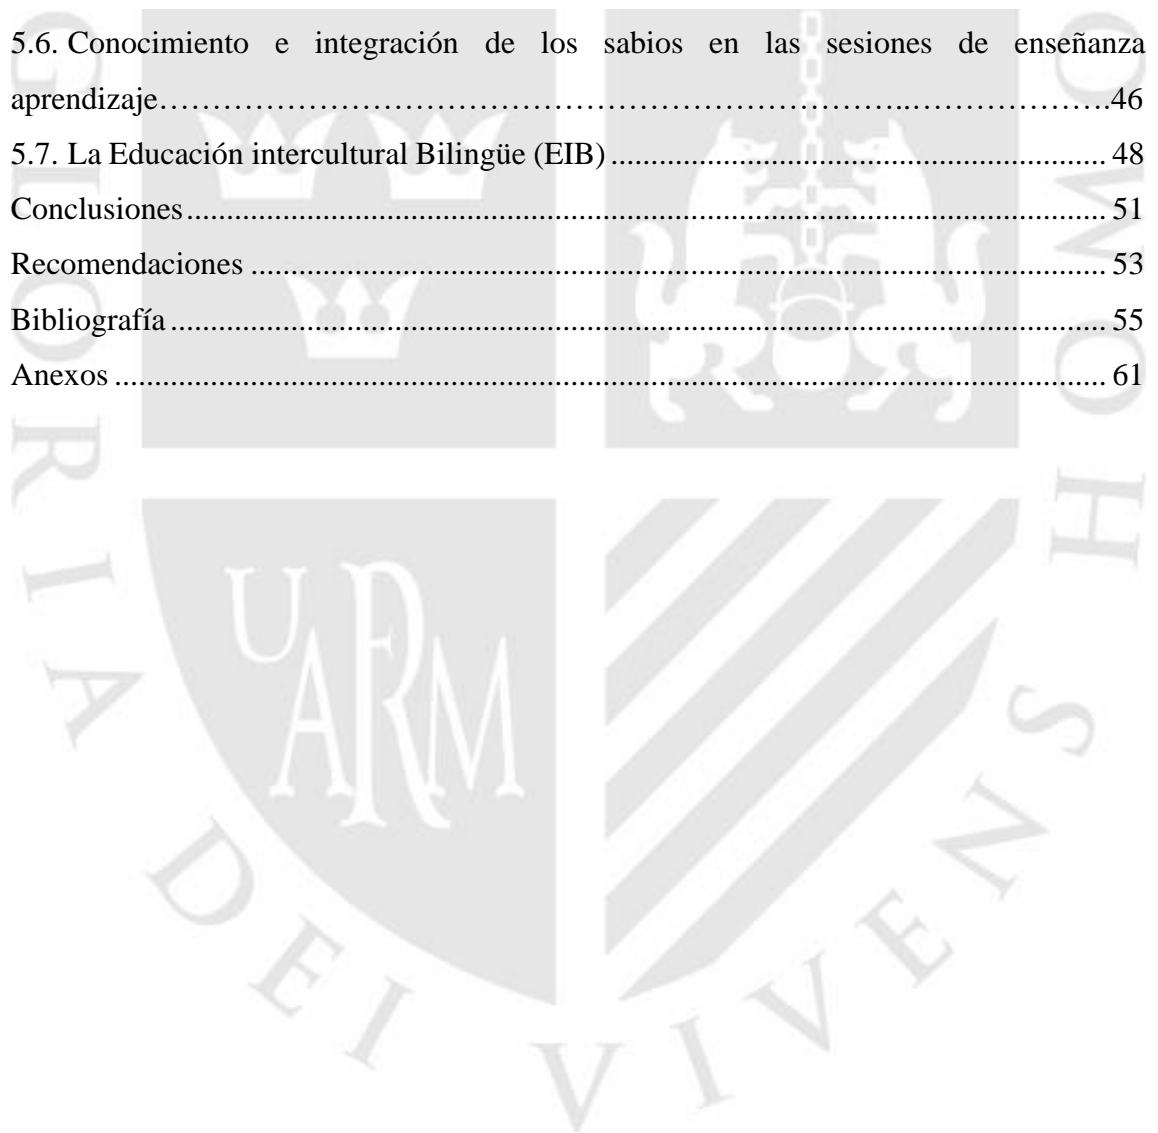 5.6. Conocimiento e integración de los sabios en las sesiones de enseñanza
aprendizaje…………………………………………………………………..……………….46
5.7. La Educación intercultural Bilingüe (EIB) ............................................................... 48
Conclusiones ..................................................................................................................... 51
Recomendaciones ............................................................................................................. 53
Bibliografía ....................................................................................................................... 55
Anexos .............................................................................................................................. 61
GLORIA DEI VIVENS HOMO
UARM